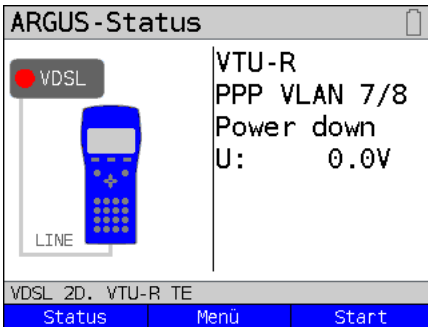 ARGUS-Status
VDSL
LINE
VTU-R
PPP VLAN 7/8
Power down
U: 0.0V
VDSL 2D. VTU-R TE
Status Menü Start